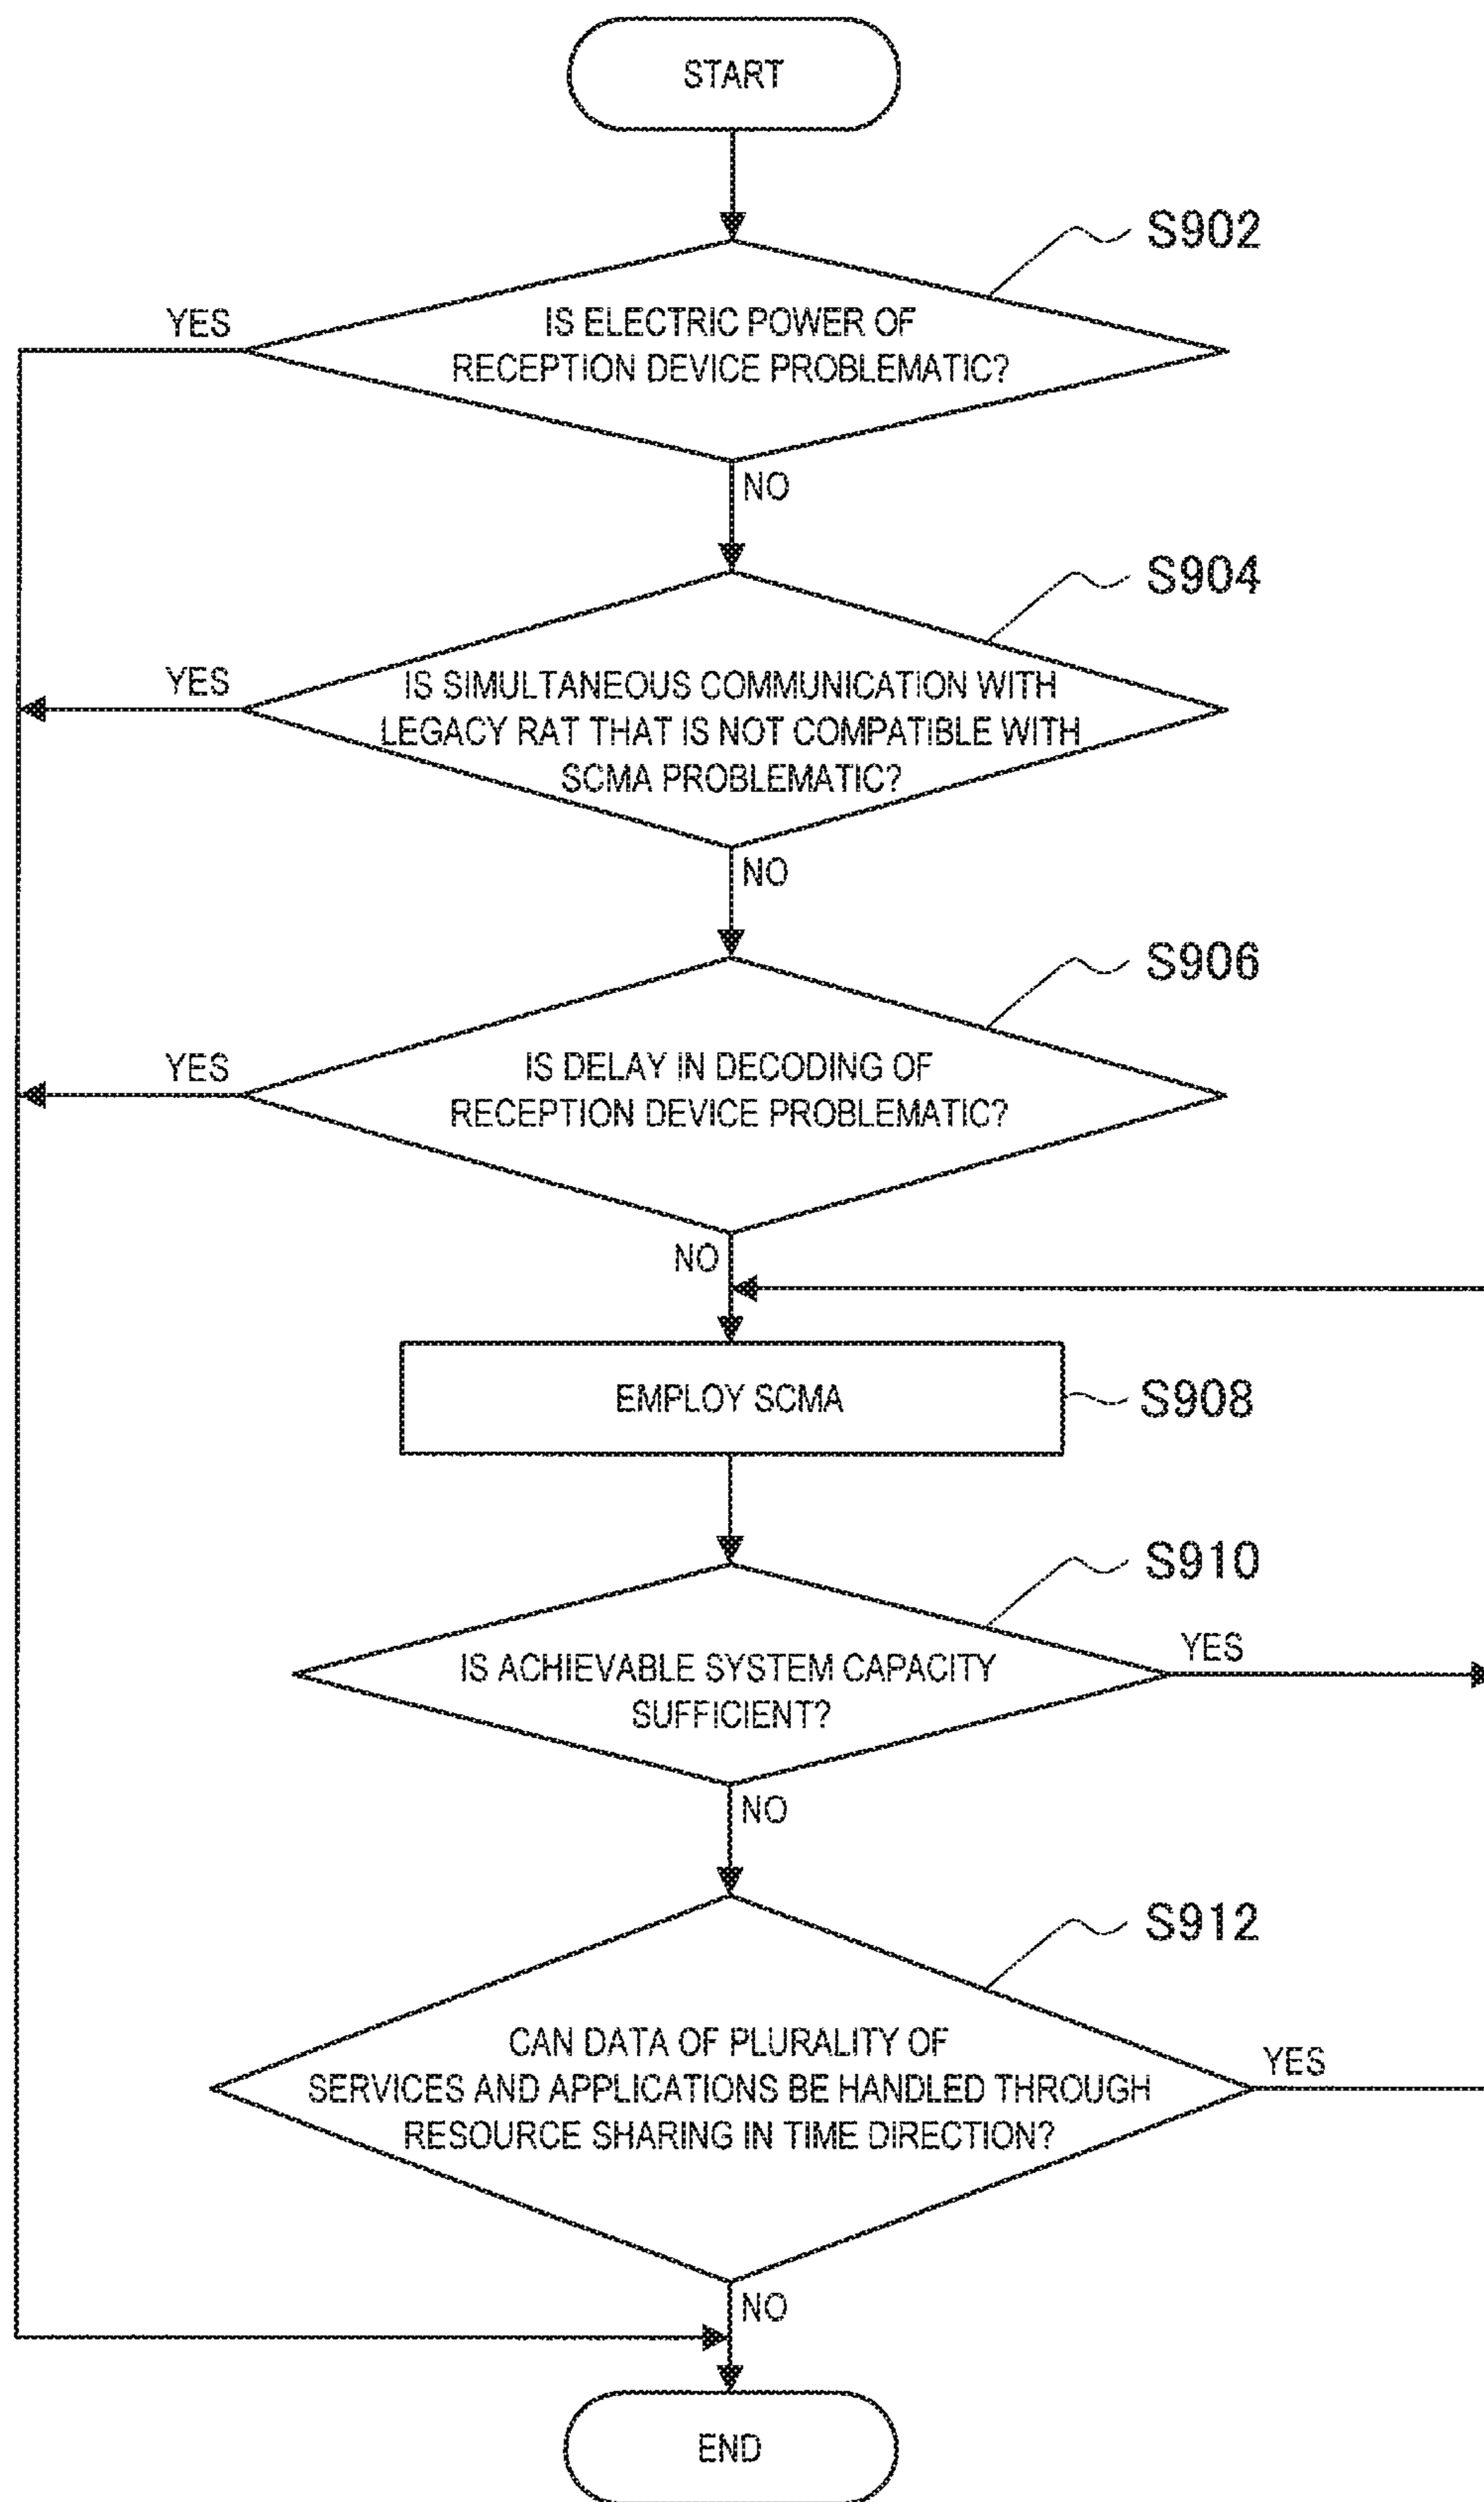 START
S902
YES
IS ELECTRIC POWER OF
RECEPTION DEVICE PROBLEMATIC?
NO
S904
YES
IS SIMULTANEOUS COMMUNICATION WITH
LEGACY RAT THAT IS NOT COMPATIBLE WITH
SCMA PROBLEMATIC?
NO
S906
YES
IS DELAY IN DECODING OF
RECEPTION DEVICE PROBLEMATIC?
NO
EMPLOY SCMA
S908
S910
YES
IS ACHIEVABLE SYSTEM CAPACITY
SUFFICIENT?
NO
S912
CAN DATA OF PLURALITY OF
YES
SERVICES AND APPLICATIONS BE HANDLED THROUGH
RESOURCE SHARING IN TIME DIRECTION?
NO
END